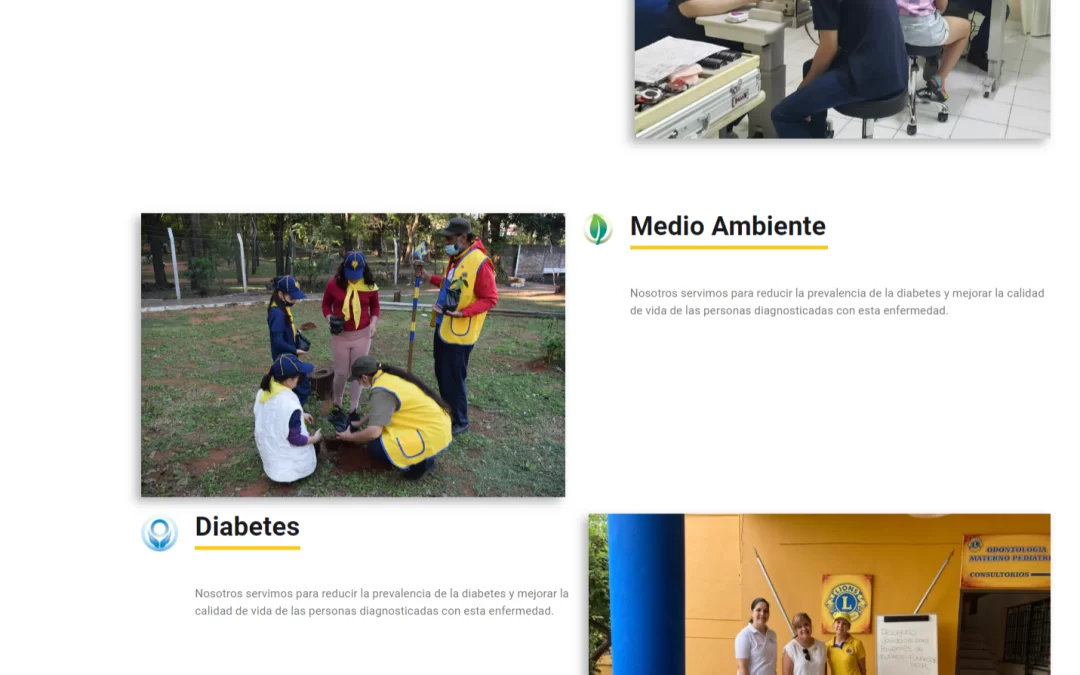 Medio Ambiente
Nosotros servimos para reducir la prevalencia de la diabetes y mejorar la calidad
de vida de las personas diagnosticadas con esta enfermedad.
Diabetes
Nosotros servimos para reducir la prevalencia de la diabetes y mejorar la
calidad de vida de las personas diagnosticadas con esta enfermedad.
ODONTOLOGIA
MATERNO PEDIATRI
CONSULTORIOS
LIONS
L